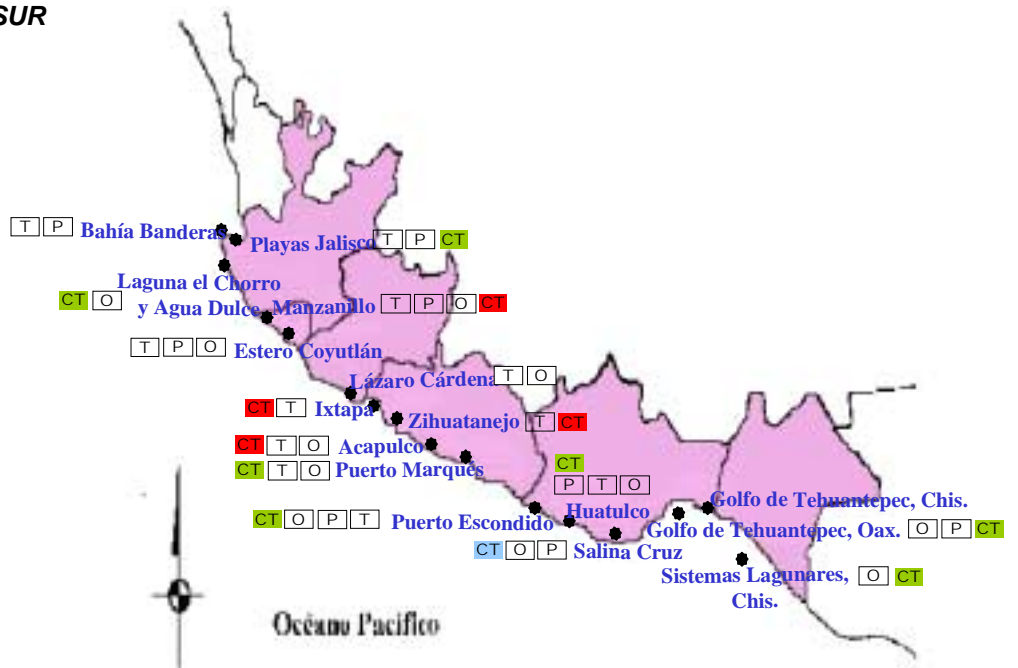 SUR
T P Bahía Banderas
Playas Jalisco T P CT
Laguna el Chorro
CT O y Agua Dulce
Manzanillo T P O CT
T P O Estero Coyutlán
Lázaro Cárdena T O
CT T Ixtapa
Zihuatanejo T CT
CT T O Acapulco
CT T O Puerto Marqués
CT
P T O
Huatulco
CT O P T Puerto Escondido
Golfo de Tehuantepec, Chis.
Golfo de Tehuantepec, Oax. O P CT
CT O P Salina Cruz
Sistemas Lagunares, O CT
Chis.
Océano Pacifico